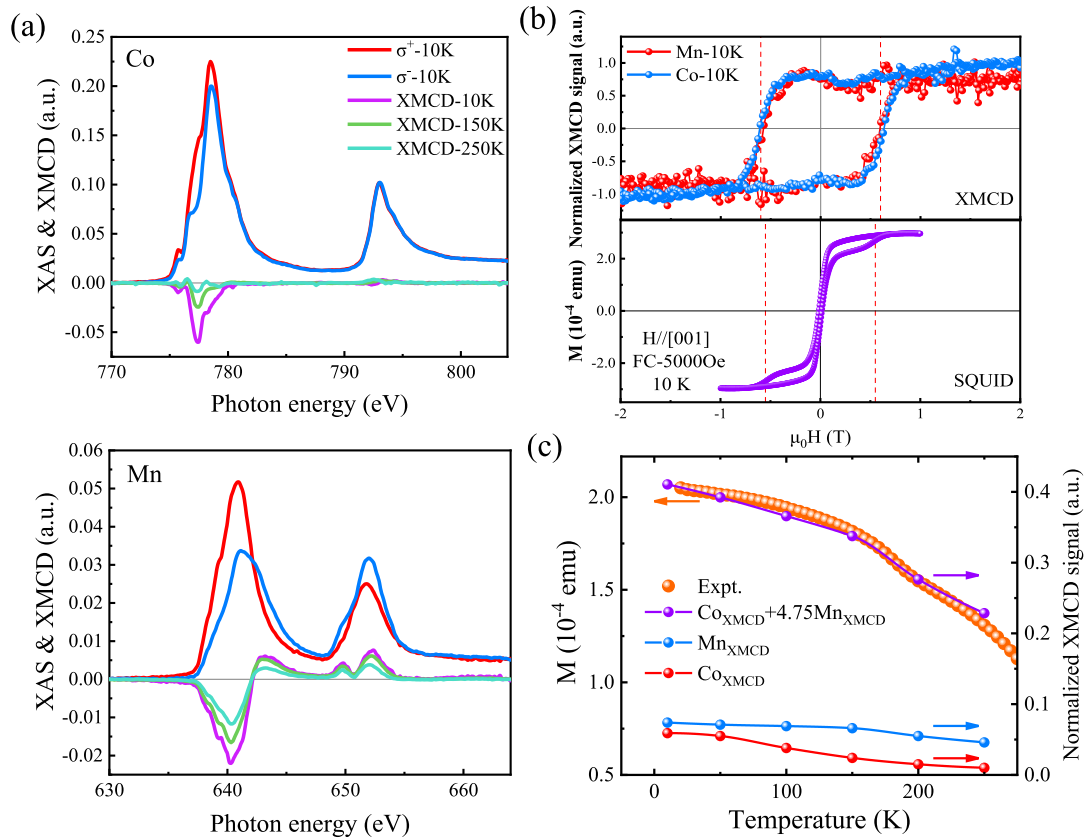 (a)
Co
σ⁺-10K
σ⁻-10K
XMCD-10K
XMCD-150K
XMCD-250K
XAS & XMCD (a.u.)
0.25
0.20
0.15
0.10
0.05
0.00
-0.05
770 780 790 800
Photon energy (eV)
Mn
XAS & XMCD (a.u.)
0.06
0.05
0.04
0.03
0.02
0.01
0.00
-0.01
-0.02
630 640 650 660
Photon energy (eV)
(b)
Mn-10K
Co-10K
Normalized XMCD signal (a.u.)
1.0
0.5
0.0
-0.5
-1.0
XMCD
M (10⁻⁴ emu)
2.0
0.0
-2.0
H//[001]
FC-5000Oe
10 K
SQUID
-2 -1 0 1 2
μ₀H (T)
(c)
M (10⁻⁴ emu)
2.0
1.5
1.0
0.5
Expt.
Co_XMCD+4.75Mn_XMCD
Mn_XMCD
Co_XMCD
0.4
0.3
0.2
0.1
0.0
Normalized XMCD signal (a.u.)
0 100 200
Temperature (K)